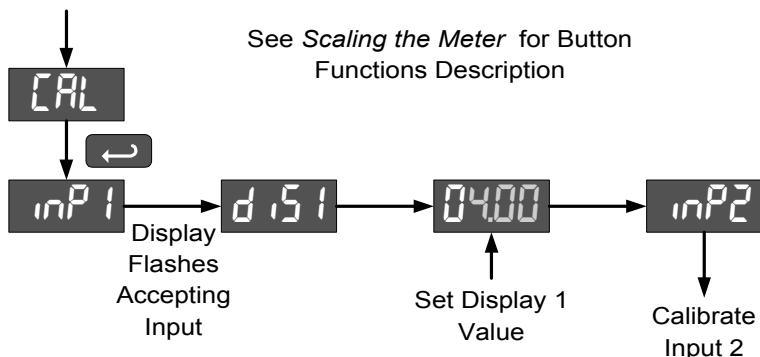 See Scaling the Meter for Button
Functions Description
CAL
inP1
diS1
04.00
inP2
Display
Flashes
Accepting
Input
Set Display 1
Value
Calibrate
Input 2